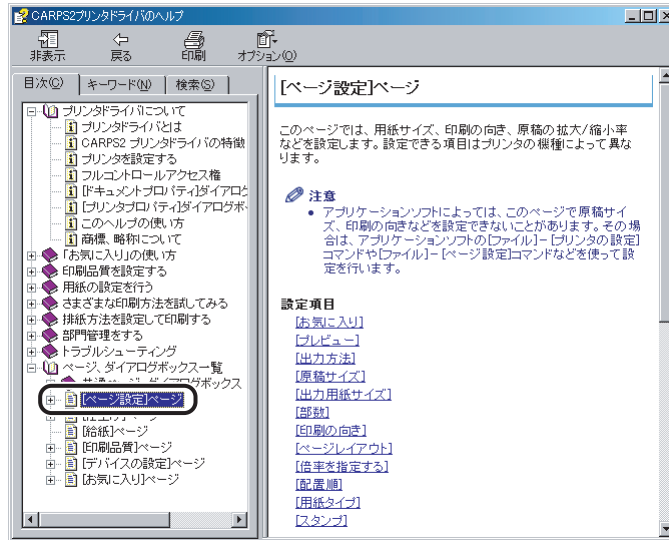 CARPS2プリンタドライバのヘルプ
非表示 戻る 印刷 オプション(O)
目次(C) キーワード(N) 検索(S)
プリンタドライバについて
プリンタドライバとは
CARPS2 プリンタドライバの特徴
プリンタを設定する
フルコントロールアクセス権
[ドキュメントプロパティ]ダイアログ
[プリンタプロパティ]ダイアログボ
このヘルプの使い方
商標、略称について
「お気に入り」の使い方
印刷品質を設定する
用紙の設定を行う
さまざまな印刷方法を試してみる
排紙方法を設定して印刷する
部門管理をする
トラブルシューティング
ページ、ダイアログボックス一覧
[ページ設定]ページ
[給紙]ページ
[印刷品質]ページ
[デバイスの設定]ページ
[お気に入り]ページ
[ページ設定]ページ
このページでは、用紙サイズ、印刷の向き、原稿の拡大/縮小率
などを設定します。設定できる項目はプリンタの機種によって異な
ります。
注意
• アプリケーションソフトによっては、このページで原稿サイ
ズ、印刷の向きなどを設定できないことがあります。その場
合は、アプリケーションソフトの[ファイル]-[プリンタの設定]
コマンドや[ファイル]-[ページ設定]コマンドなどを使って設
定を行います。
設定項目
[お気に入り]
[プレビュー]
[出力方法]
[原稿サイズ]
[出力用紙サイズ]
[部数]
[印刷の向き]
[ページレイアウト]
[倍率を指定する]
[配置順]
[用紙タイプ]
[スタンプ]